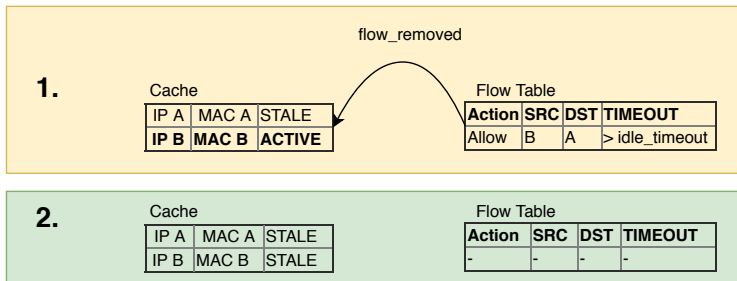 flow_removed
1.
Cache
Flow Table
IP A MAC A STALE
IP B MAC B ACTIVE
Action SRC DST TIMEOUT
Allow B A > idle_timeout
2.
Cache
Flow Table
IP A MAC A STALE
IP B MAC B STALE
Action SRC DST TIMEOUT
- - - -